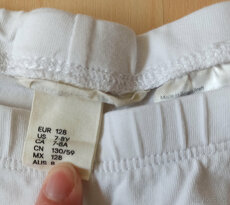 EUR 128
US 7-8Y
CA 7-8A
CN 130/59
MX 128
AUS 8